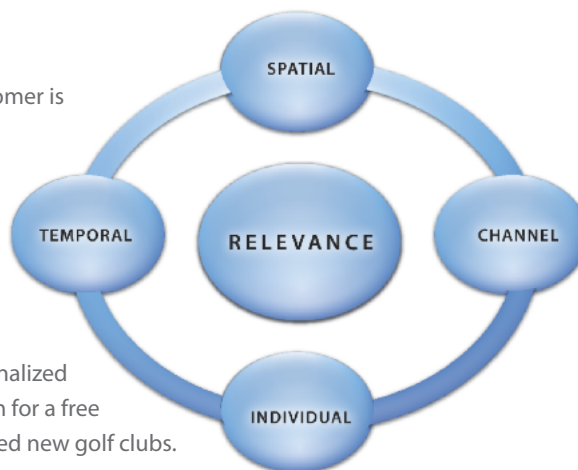 SPATIAL
omer is
TEMPORAL
RELEVANCE
CHANNEL
nalized
n for a free
INDIVIDUAL
ed new golf clubs.